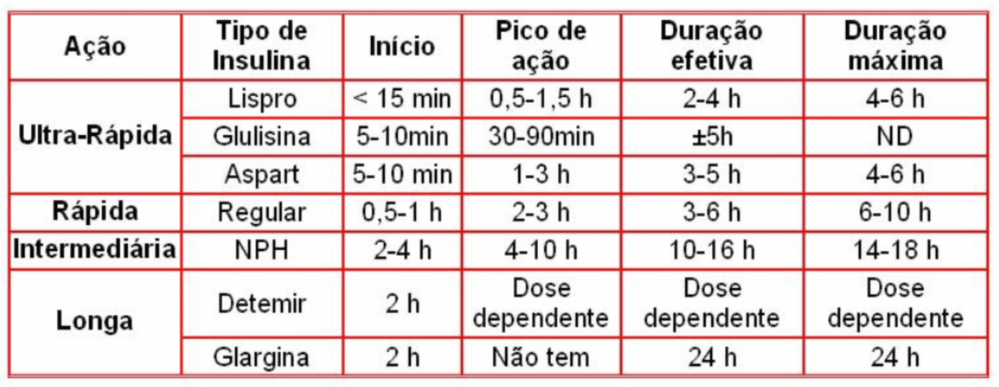 Ação Tipo de Insulina Início Pico de ação Duração efetiva Duração máxima
Ultra-Rápida Lispro < 15 min 0,5-1,5 h 2-4 h 4-6 h
Glulisina 5-10min 30-90min ±5h ND
Aspart 5-10 min 1-3 h 3-5 h 4-6 h
Rápida Regular 0,5-1 h 2-3 h 3-6 h 6-10 h
Intermediária NPH 2-4 h 4-10 h 10-16 h 14-18 h
Longa Detemir 2 h Dose dependente Dose dependente Dose dependente
Glargina 2 h Não tem 24 h 24 h